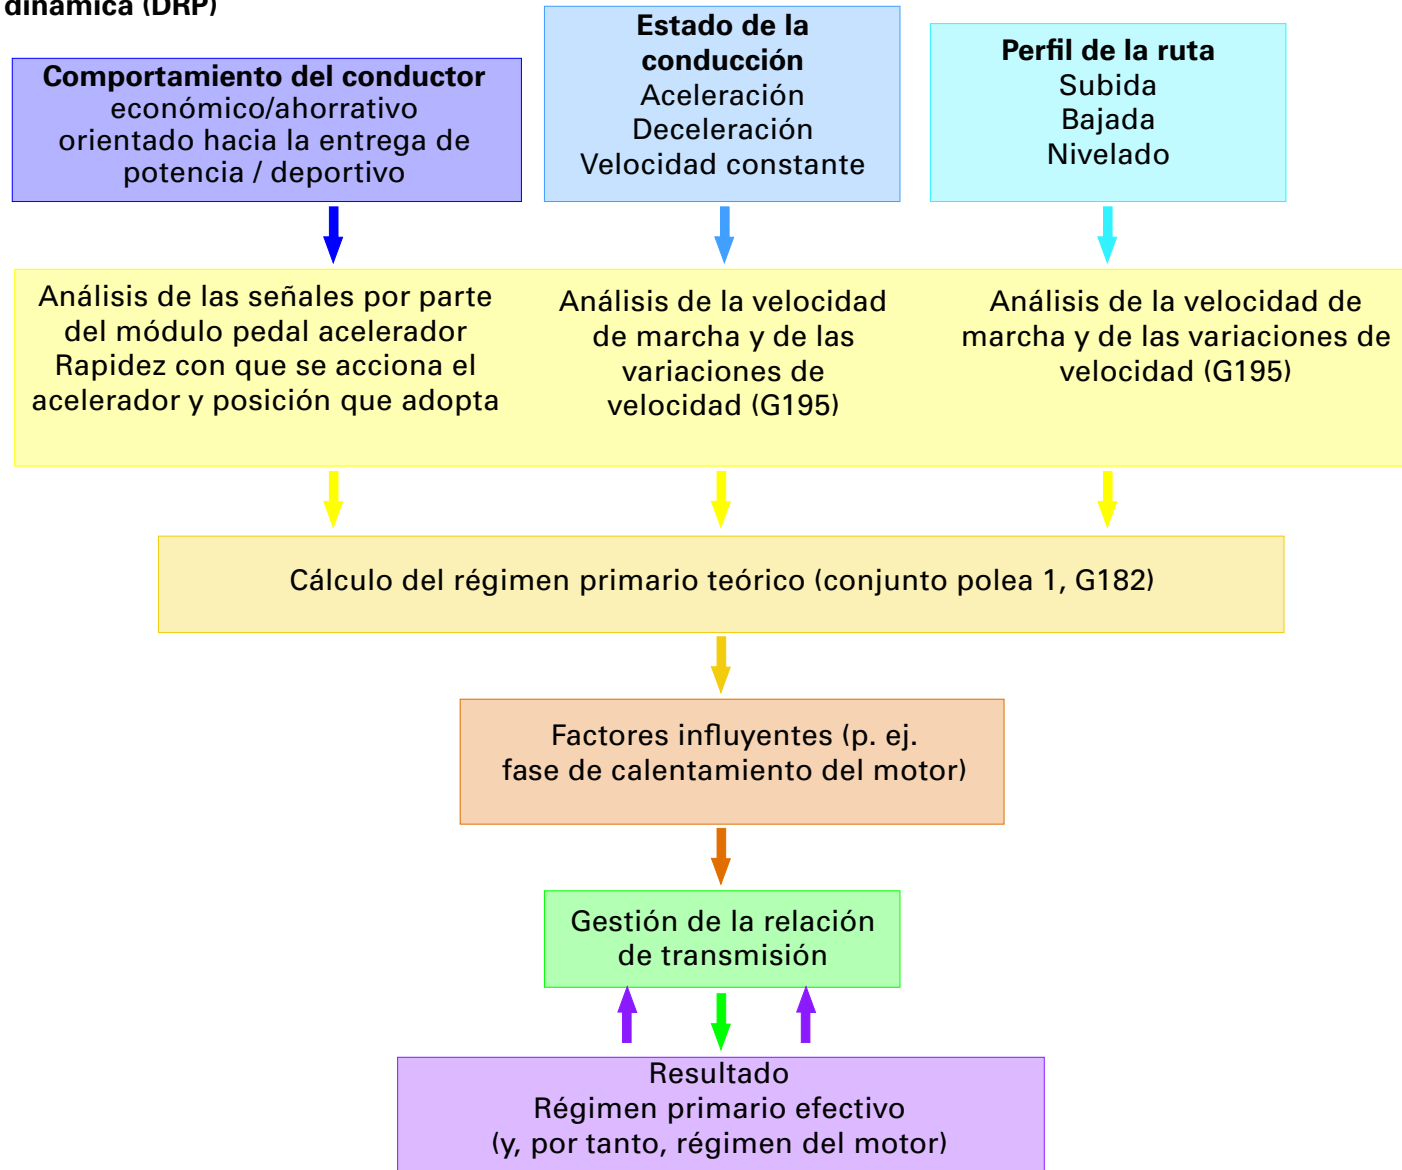 dinámica (DRP)
Comportamiento del conductor
económico/ahorrativo
orientado hacia la entrega de
potencia / deportivo
Estado de la
conducción
Aceleración
Deceleración
Velocidad constante
Perfil de la ruta
Subida
Bajada
Nivelado
Análisis de las señales por parte
del módulo pedal acelerador
Rapidez con que se acciona el
acelerador y posición que adopta
Análisis de la velocidad
de marcha y de las
variaciones de
velocidad (G195)
Análisis de la velocidad de
marcha y de las variaciones de
velocidad (G195)
Cálculo del régimen primario teórico (conjunto polea 1, G182)
Factores influyentes (p. ej.
fase de calentamiento del motor)
Gestión de la relación
de transmisión
Resultado
Régimen primario efectivo
(y, por tanto, régimen del motor)